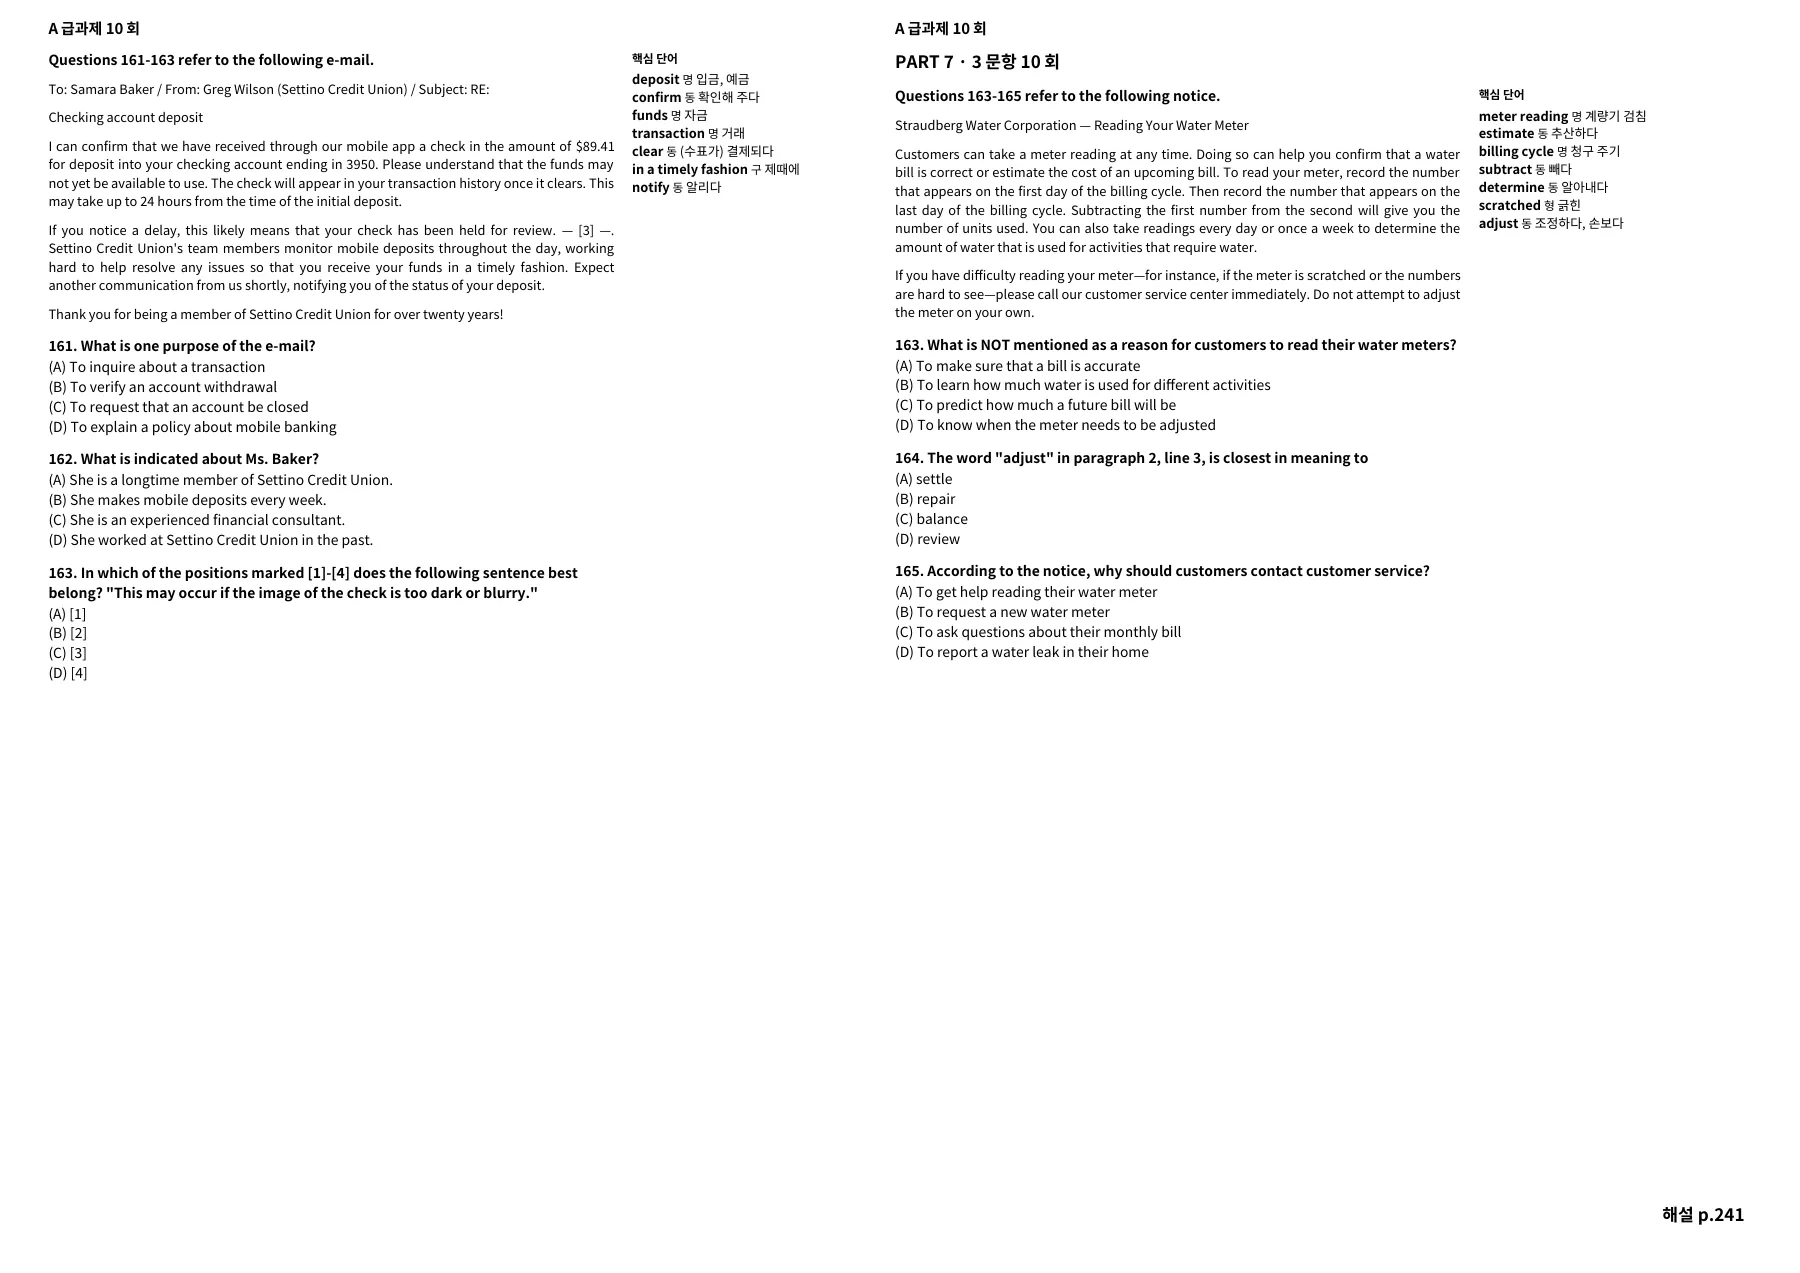 A 급과제 10 회
Questions 161-163 refer to the following e-mail.
To: Samara Baker / From: Greg Wilson (Settino Credit Union) / Subject: RE:
Checking account deposit
I can confirm that we have received through our mobile app a check in the amount of $89.41
for deposit into your checking account ending in 3950. Please understand that the funds may
not yet be available to use. The check will appear in your transaction history once it clears. This
may take up to 24 hours from the time of the initial deposit.
If you notice a delay, this likely means that your check has been held for review. — [3] —.
Settino Credit Union's team members monitor mobile deposits throughout the day, working
hard to help resolve any issues so that you receive your funds in a timely fashion. Expect
another communication from us shortly, notifying you of the status of your deposit.
Thank you for being a member of Settino Credit Union for over twenty years!
161. What is one purpose of the e-mail?
(A) To inquire about a transaction
(B) To verify an account withdrawal
(C) To request that an account be closed
(D) To explain a policy about mobile banking
162. What is indicated about Ms. Baker?
(A) She is a longtime member of Settino Credit Union.
(B) She makes mobile deposits every week.
(C) She is an experienced financial consultant.
(D) She worked at Settino Credit Union in the past.
163. In which of the positions marked [1]-[4] does the following sentence best
belong? "This may occur if the image of the check is too dark or blurry."
(A) [1]
(B) [2]
(C) [3]
(D) [4]
핵심 단어
deposit 명 입금, 예금
confirm 동 확인해 주다
funds 명 자금
transaction 명 거래
clear 동 (수표가) 결제되다
in a timely fashion 구 제때에
notify 동 알리다
A 급과제 10 회
PART 7 · 3 문항 10 회
Questions 163-165 refer to the following notice.
Straudberg Water Corporation — Reading Your Water Meter
Customers can take a meter reading at any time. Doing so can help you confirm that a water
bill is correct or estimate the cost of an upcoming bill. To read your meter, record the number
that appears on the first day of the billing cycle. Then record the number that appears on the
last day of the billing cycle. Subtracting the first number from the second will give you the
number of units used. You can also take readings every day or once a week to determine the
amount of water that is used for activities that require water.
If you have difficulty reading your meter—for instance, if the meter is scratched or the numbers
are hard to see—please call our customer service center immediately. Do not attempt to adjust
the meter on your own.
163. What is NOT mentioned as a reason for customers to read their water meters?
(A) To make sure that a bill is accurate
(B) To learn how much water is used for different activities
(C) To predict how much a future bill will be
(D) To know when the meter needs to be adjusted
164. The word "adjust" in paragraph 2, line 3, is closest in meaning to
(A) settle
(B) repair
(C) balance
(D) review
165. According to the notice, why should customers contact customer service?
(A) To get help reading their water meter
(B) To request a new water meter
(C) To ask questions about their monthly bill
(D) To report a water leak in their home
핵심 단어
meter reading 명 계량기 검침
estimate 동 추산하다
billing cycle 명 청구 주기
subtract 동 빼다
determine 동 알아내다
scratched 형 긁힌
adjust 동 조정하다, 손보다
해설 p.241